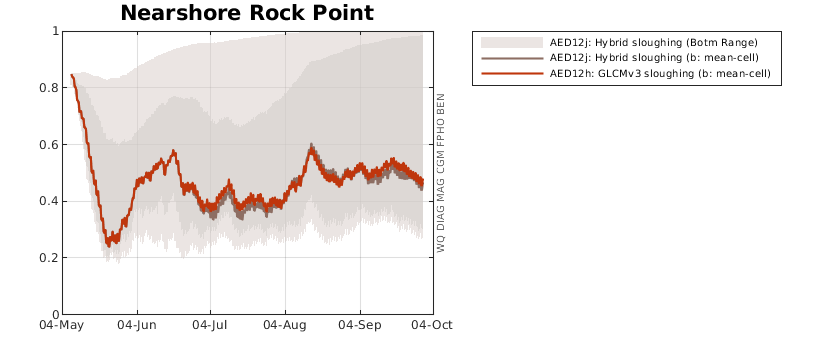 Nearshore Rock Point
1
0.8
0.6
0.4
0.2
0
04-May
04-Jun
04-Jul
04-Aug
04-Sep
04-Oct
WQ DIAG MAG CGM FPHO BEN
AED12j: Hybrid sloughing (Botm Range)
AED12j: Hybrid sloughing (b: mean-cell)
AED12h: GLCMv3 sloughing (b: mean-cell)